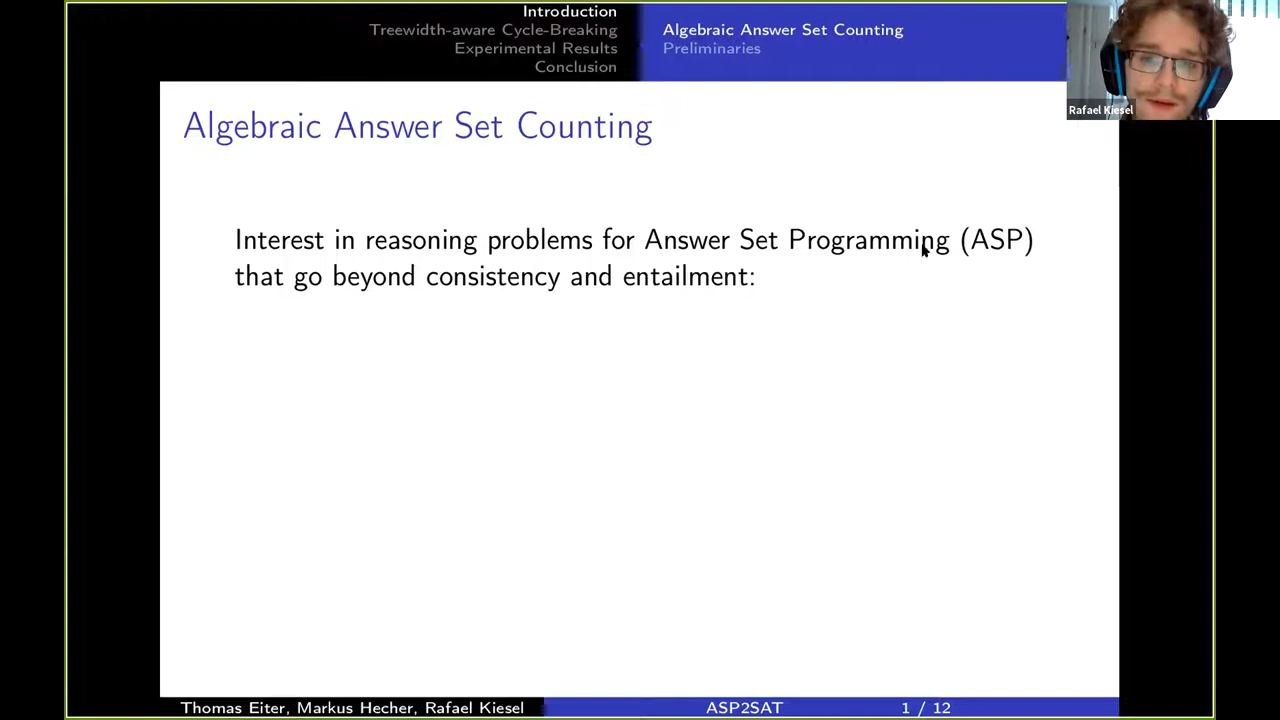 Introduction
Treewidth-aware Cycle-Breaking
Experimental Results
Conclusion
Algebraic Answer Set Counting
Preliminaries
Rafael Kiesel
Algebraic Answer Set Counting
Interest in reasoning problems for Answer Set Programming (ASP)
that go beyond consistency and entailment:
Thomas Eiter, Markus Hecher, Rafael Kiesel
ASP2SAT
1 / 12